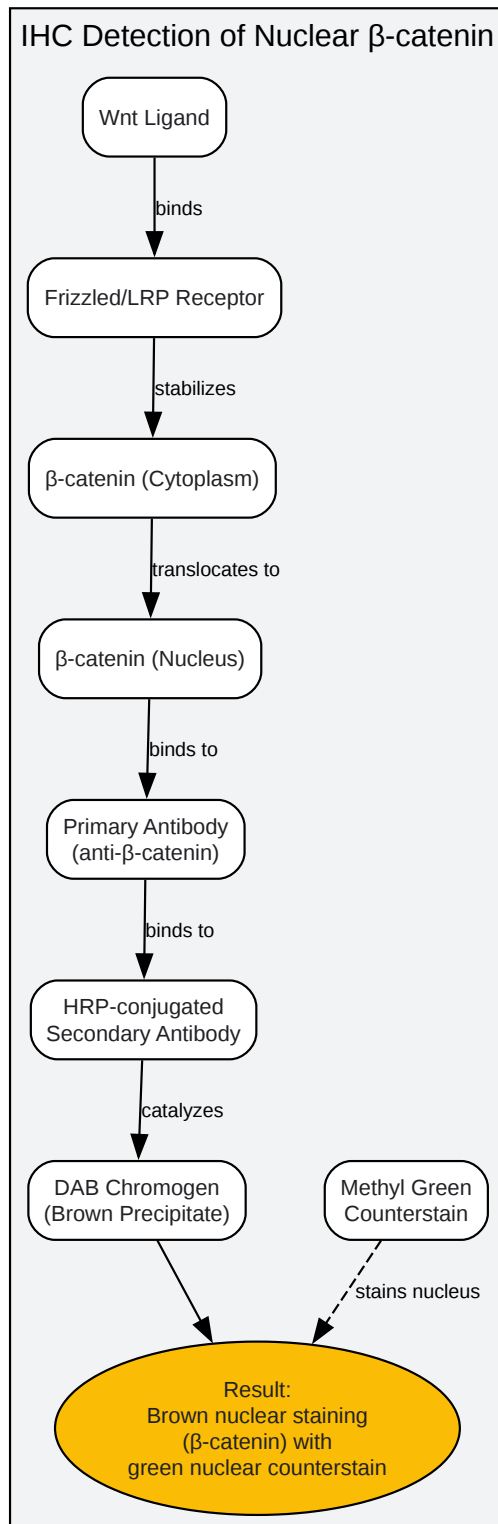 IHC Detection of Nuclear β-catenin
Wnt Ligand
binds
Frizzled/LRP Receptor
stabilizes
β-catenin (Cytoplasm)
translocates to
β-catenin (Nucleus)
binds to
Primary Antibody
(anti-β-catenin)
binds to
HRP-conjugated
Secondary Antibody
catalyzes
DAB Chromogen
(Brown Precipitate)
Methyl Green
Counterstain
stains nucleus
Result:
Brown nuclear staining
(β-catenin) with
green nuclear counterstain